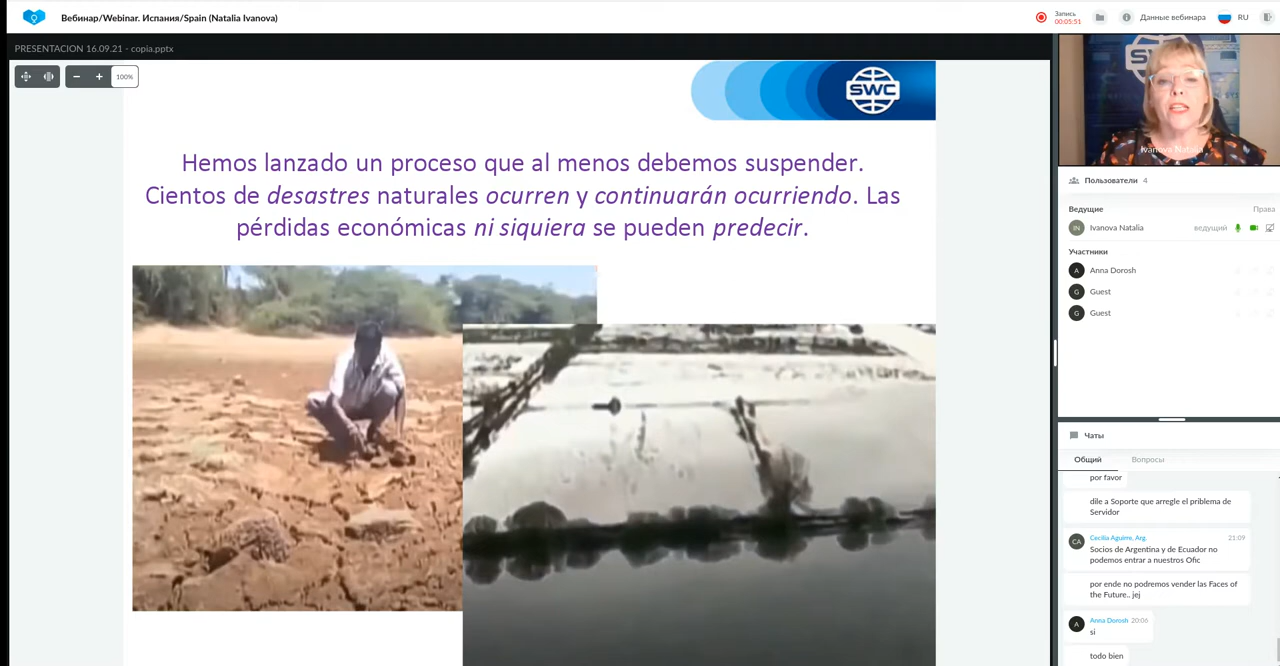 Вебинар/Webinar. Испания/Spain (Natalia Ivanova)
Запись
00:05:51
Данные вебинара
RU
PRESENTACION 16.09.21 - copia.pptx
100%
SWC
Hemos lanzado un proceso que al menos debemos suspender.
Cientos de desastres naturales ocurren y continuarán ocurriendo. Las
pérdidas económicas ni siquiera se pueden predecir.
Ivanova Natalia
Пользователи 4
Ведущие
Права
IN
Ivanova Natalia
ведущий
Участники
A
Anna Dorosh
G
Guest
G
Guest
Чаты
Общий
Вопросы
por favor
dile a Soporte que arregle el priblema de
Servidor
CA
Cecilia Aguirre, Arg.
21:09
Socios de Argentina y de Ecuador no
podemos entrar a nuestros Ofic
por ende no podremos vender las Faces of
the Future.. jej
A
Anna Dorosh 20:06
si
todo bien